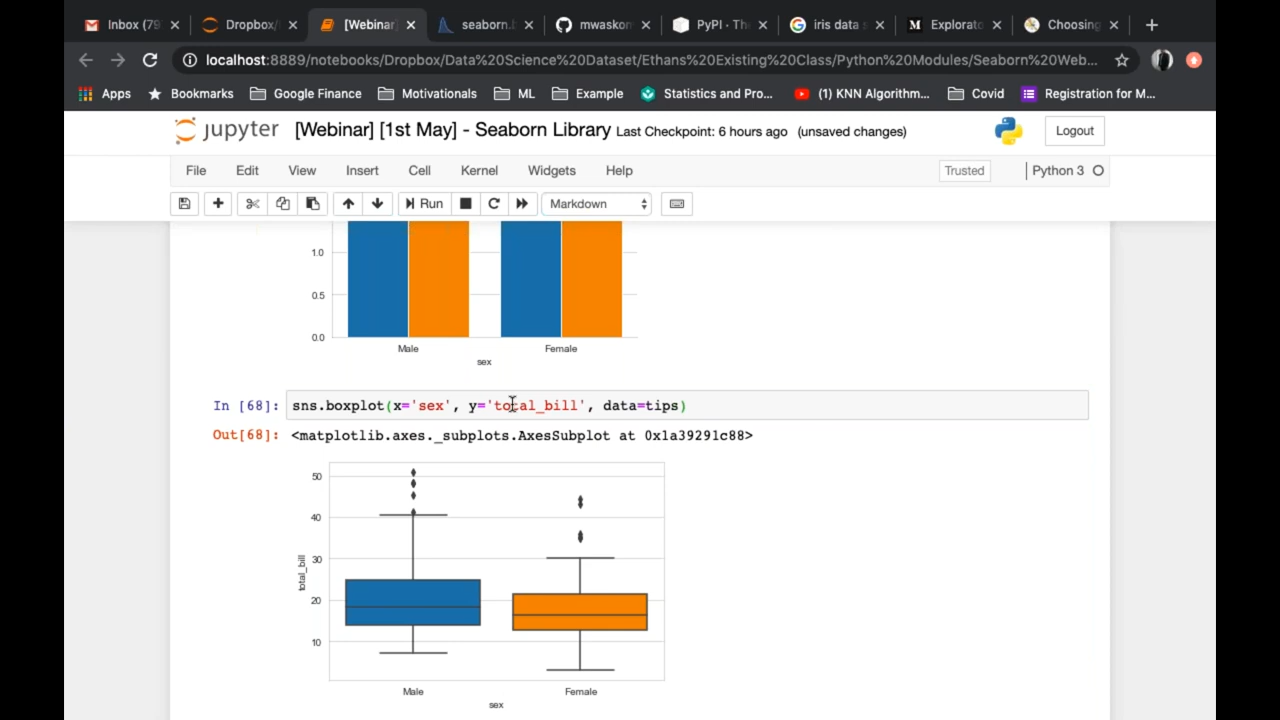 Inbox (79
Dropbox/
[Webinar]
seaborn.b
mwaskom
PyPI · The
iris data s
Explorato
Choosing
localhost:8889/notebooks/Dropbox/Data%20Science%20Dataset/Ethans%20Existing%20Class/Python%20Modules/Seaborn%20Web...
Apps
Bookmarks
Google Finance
Motivationals
ML
Example
Statistics and Pro...
(1) KNN Algorithm...
Covid
Registration for M...
jupyter
[Webinar] [1st May] - Seaborn Library
Last Checkpoint: 6 hours ago
(unsaved changes)
Logout
File
Edit
View
Insert
Cell
Kernel
Widgets
Help
Trusted
Python 3
Run
Markdown
1.0
0.5
0.0
Male
Female
sex
In [68]:
sns.boxplot(x='sex', y='total_bill', data=tips)
Out[68]:
<matplotlib.axes._subplots.AxesSubplot at 0x1a39291c88>
50
40
30
20
10
total_bill
Male
Female
sex